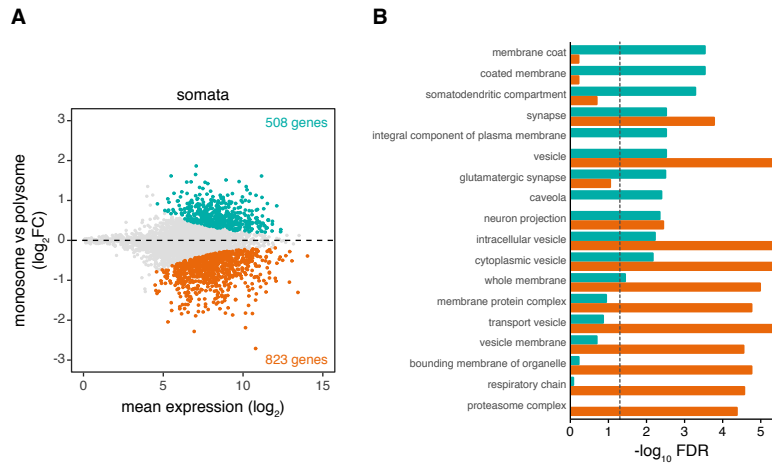 A
somata
508 genes
823 genes
3
2
1
0
-1
-2
-3
monosome vs polysome
(log2FC)
0
5
10
15
mean expression (log2)
B
membrane coat
coated membrane
somatodendritic compartment
synapse
integral component of plasma membrane
vesicle
glutamatergic synapse
caveola
neuron projection
intracellular vesicle
cytoplasmic vesicle
whole membrane
membrane protein complex
transport vesicle
vesicle membrane
bounding membrane of organelle
respiratory chain
proteasome complex
0
1
2
3
4
5
-log10 FDR